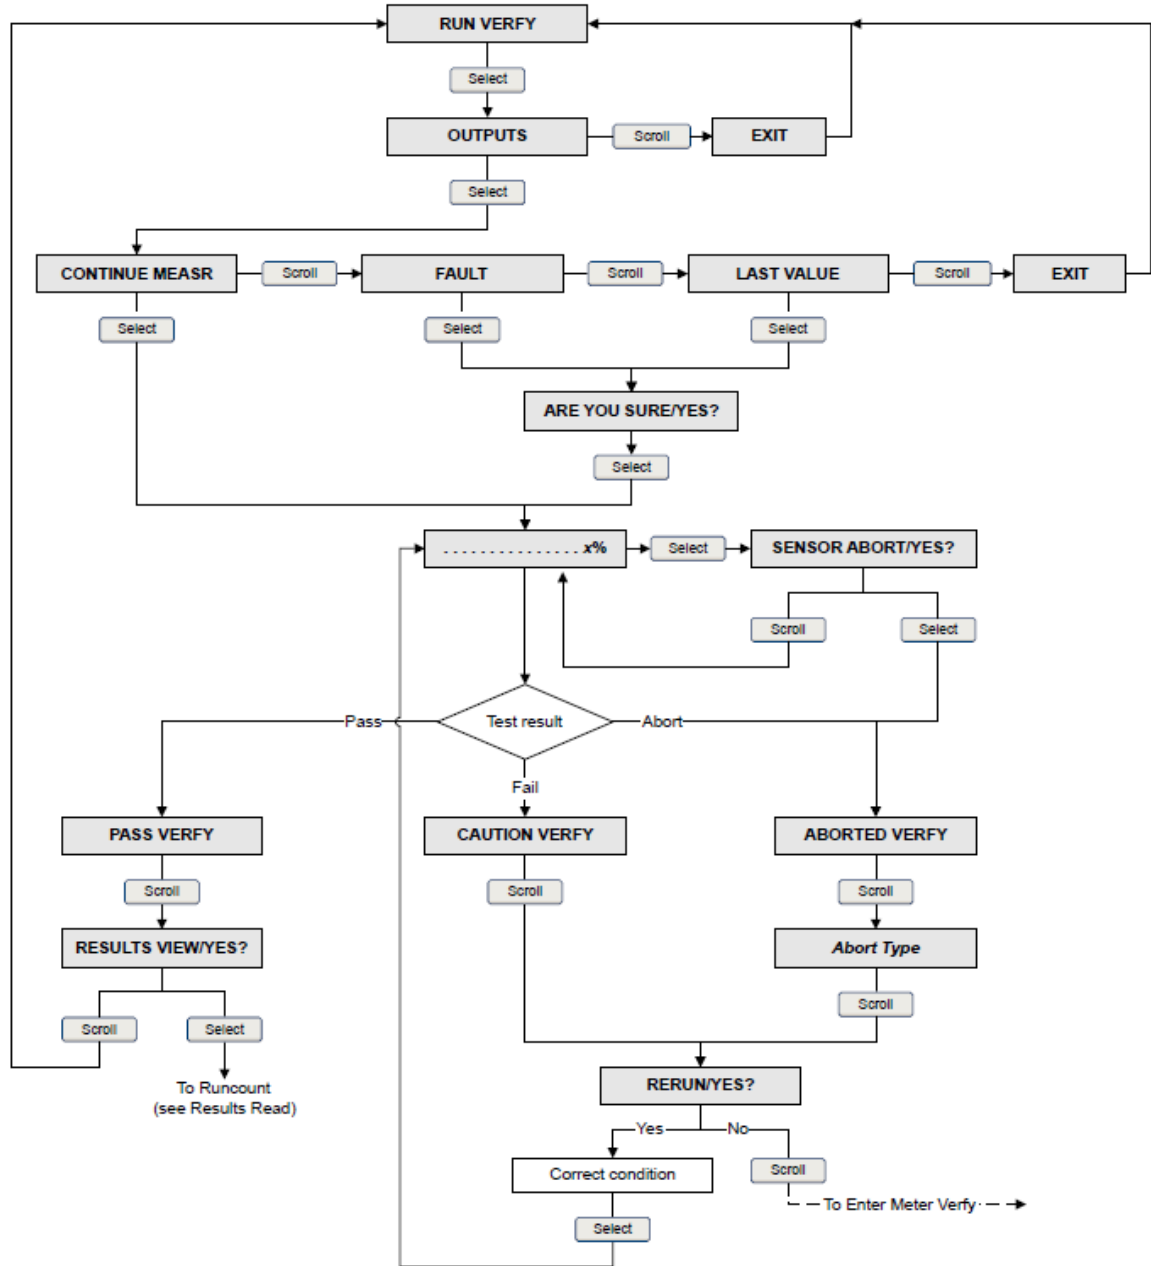 RUN VERFY
Select
OUTPUTS
Scroll
EXIT
Select
CONTINUE MEASR
Scroll
FAULT
Scroll
LAST VALUE
Scroll
EXIT
Select
Select
Select
ARE YOU SURE/YES?
Select
. . . . . . . . . . . . . . . x%
Select
SENSOR ABORT/YES?
Scroll
Select
Pass
Test result
Abort
Fail
PASS VERFY
CAUTION VERFY
ABORTED VERFY
Scroll
Scroll
Scroll
RESULTS VIEW/YES?
Abort Type
Scroll
Select
Scroll
To Runcount
(see Results Read)
RERUN/YES?
Yes
No
Correct condition
Scroll
To Enter Meter Verfy
Select